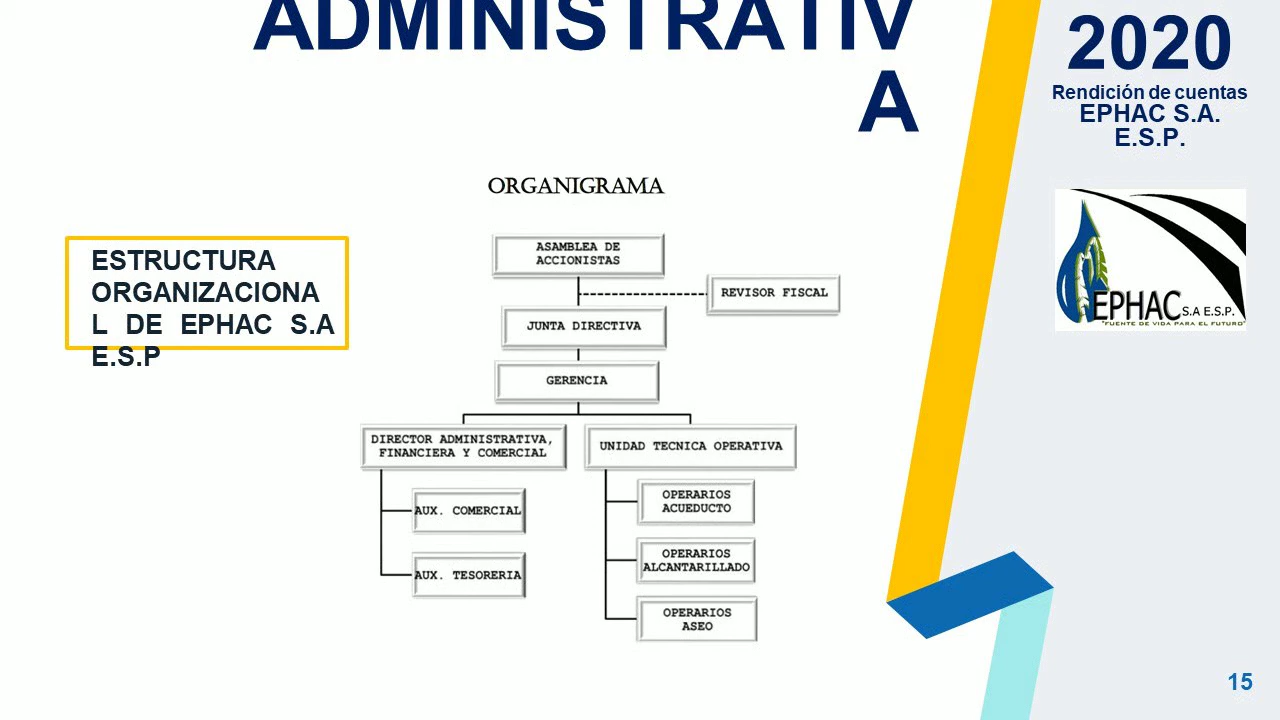 ADMINISTRATIV
A
2020
Rendición de cuentas
EPHAC S.A.
E.S.P.
ORGANIGRAMA
ESTRUCTURA
ORGANIZACIONA
L DE EPHAC S.A
E.S.P
ASAMBLEA DE
ACCIONISTAS
REVISOR FISCAL
JUNTA DIRECTIVA
GERENCIA
DIRECTOR ADMINISTRATIVA,
FINANCIERA Y COMERCIAL
UNIDAD TECNICA OPERATIVA
AUX. COMERCIAL
AUX. TESORERIA
OPERARIOS
ACUEDUCTO
OPERARIOS
ALCANTARILLADO
OPERARIOS
ASEO
EPHAC S.A E.S.P.
"FUENTE DE VIDA PARA EL FUTURO"
15